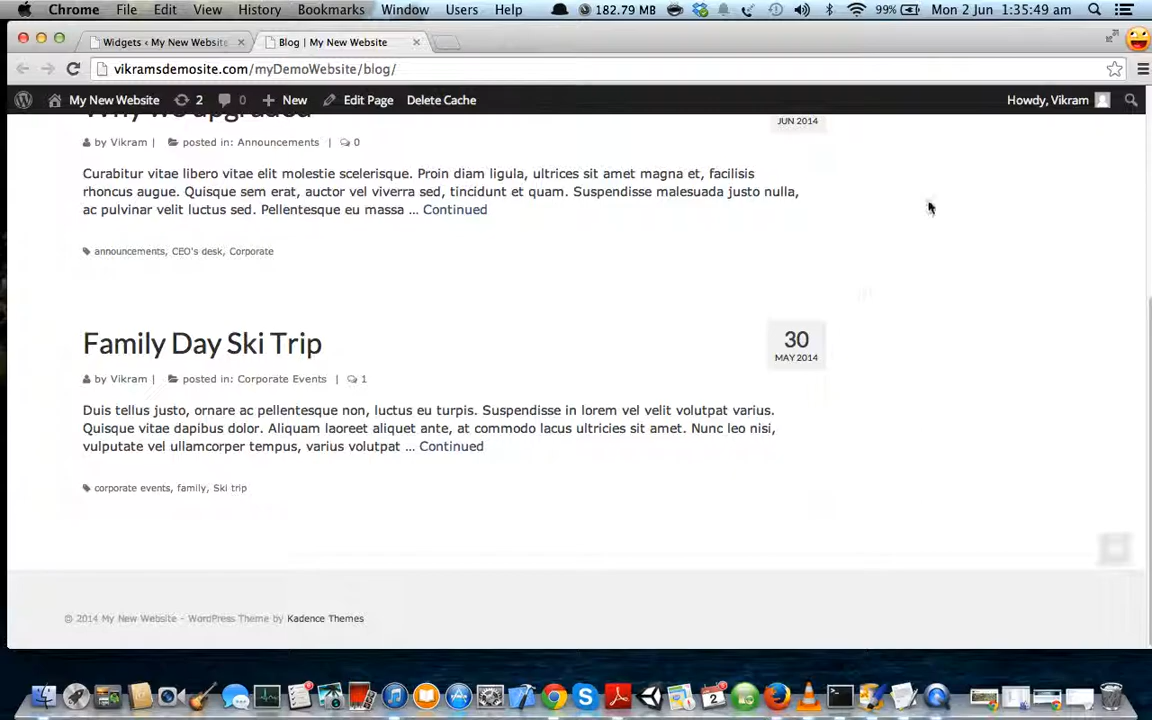 Chrome File Edit View History Bookmarks Window Users Help 182.79 MB 99% Mon 2 Jun 1:35:49 am
Widgets ‹ My New Website Blog | My New Website
vikramsdemosite.com/myDemoWebsite/blog/
My New Website 2 0 New Edit Page Delete Cache Howdy, Vikram
Why we upgraded
JUN 2014
by Vikram | posted in: Announcements | 0
Curabitur vitae libero vitae elit molestie scelerisque. Proin diam ligula, ultrices sit amet magna et, facilisis
rhoncus augue. Quisque sem erat, auctor vel viverra sed, tincidunt et quam. Suspendisse malesuada justo nulla,
ac pulvinar velit luctus sed. Pellentesque eu massa ... Continued
announcements, CEO's desk, Corporate
Family Day Ski Trip
30
MAY 2014
by Vikram | posted in: Corporate Events | 1
Duis tellus justo, ornare ac pellentesque non, luctus eu turpis. Suspendisse in lorem vel velit volutpat varius.
Quisque vitae dapibus dolor. Aliquam laoreet aliquet ante, at commodo lacus ultricies sit amet. Nunc leo nisi,
vulputate vel ullamcorper tempus, varius volutpat ... Continued
corporate events, family, Ski trip
© 2014 My New Website - WordPress Theme by Kadence Themes
2